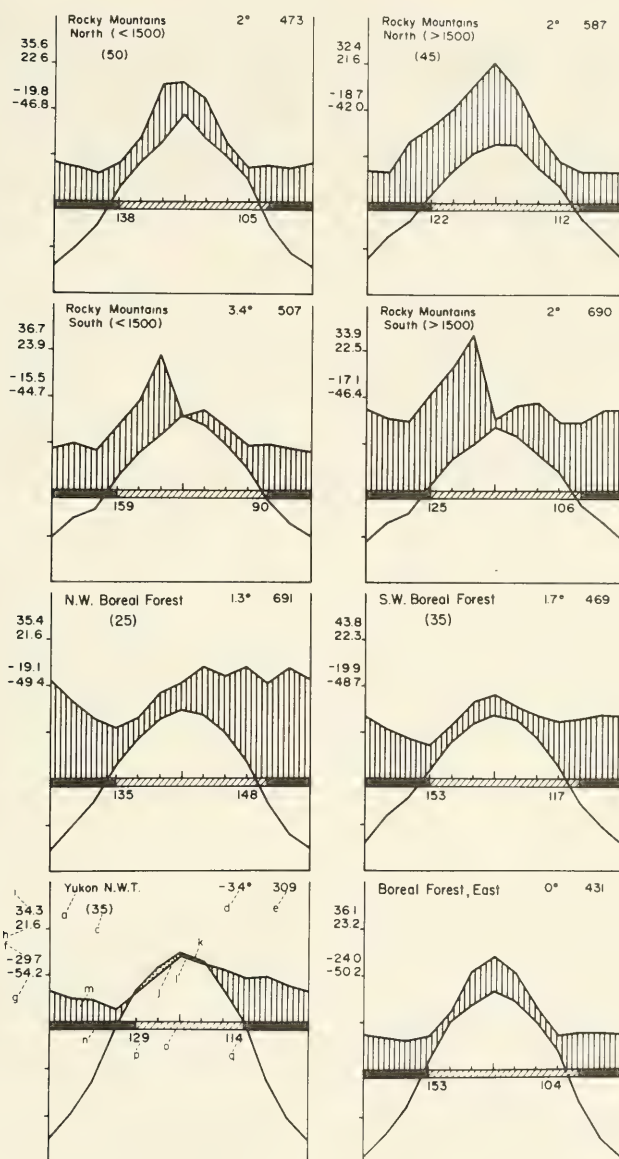 Rocky Mountains 2° 473
North (<1500)
(50)
35.6
22.6
-19.8
-46.8
138 105
Rocky Mountains 2° 587
North (>1500)
(45)
32.4
21.6
-18.7
-42.0
122 112
Rocky Mountains 3.4° 507
South (<1500)
36.7
23.9
-15.5
-44.7
159 90
Rocky Mountains 2° 690
South (>1500)
33.9
22.5
-17.1
-46.4
125 106
N.W. Boreal Forest 1.3° 691
(25)
35.4
21.6
-19.1
-49.4
135 148
S.W. Boreal Forest 1.7° 469
(35)
43.8
22.3
-19.9
-48.7
153 117
Yukon N.W.T. -3.4° 309
a (35) d e
c
i
34.3
h 21.6
f
-29.7
-54.2
g
k
l
j
m
n
129 114
p o q
Boreal Forest, East 0° 431
36.1
23.2
-24.0
-50.2
153 104